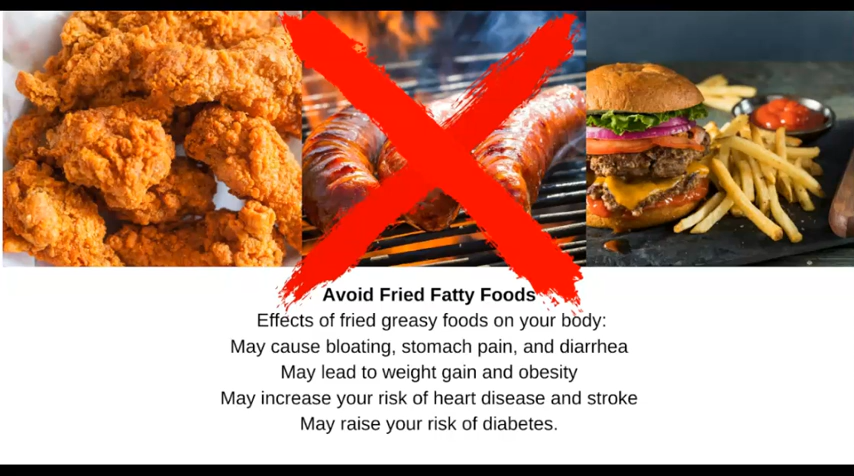 Avoid Fried Fatty Foods
Effects of fried greasy foods on your body:
May cause bloating, stomach pain, and diarrhea
May lead to weight gain and obesity
May increase your risk of heart disease and stroke
May raise your risk of diabetes.